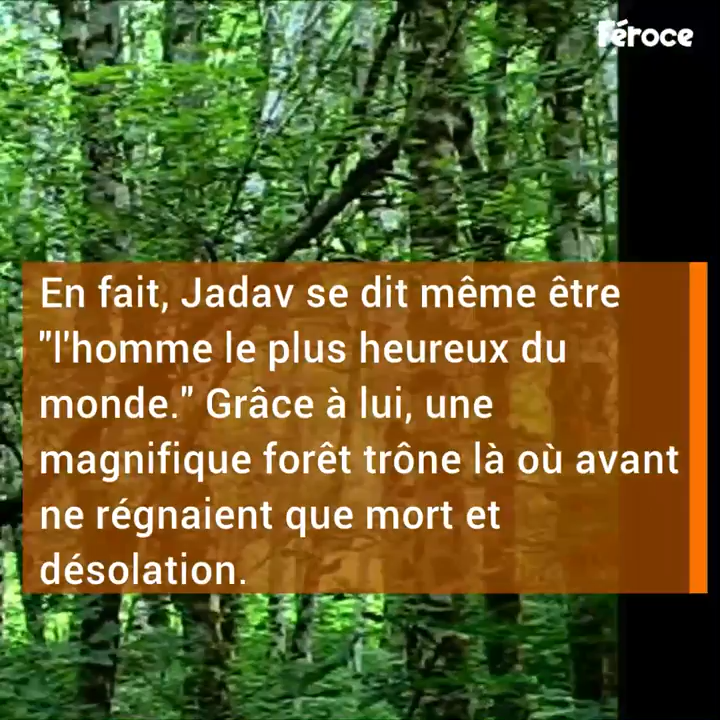 Féroce
En fait, Jadav se dit même être
"l'homme le plus heureux du
monde." Grâce à lui, une
magnifique forêt trône là où avant
ne régnaient que mort et
désolation.